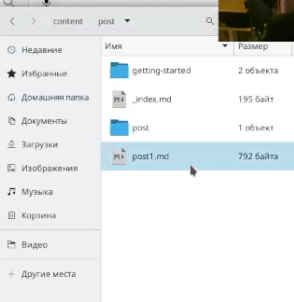 content post
Имя Размер
Недавние
Избранные
Домашняя папка
Документы
Загрузки
Изображения
Музыка
Корзина
Видео
Другие места
getting-started 2 объекта
_index.md 195 байт
post 1 объект
post1.md 792 байта